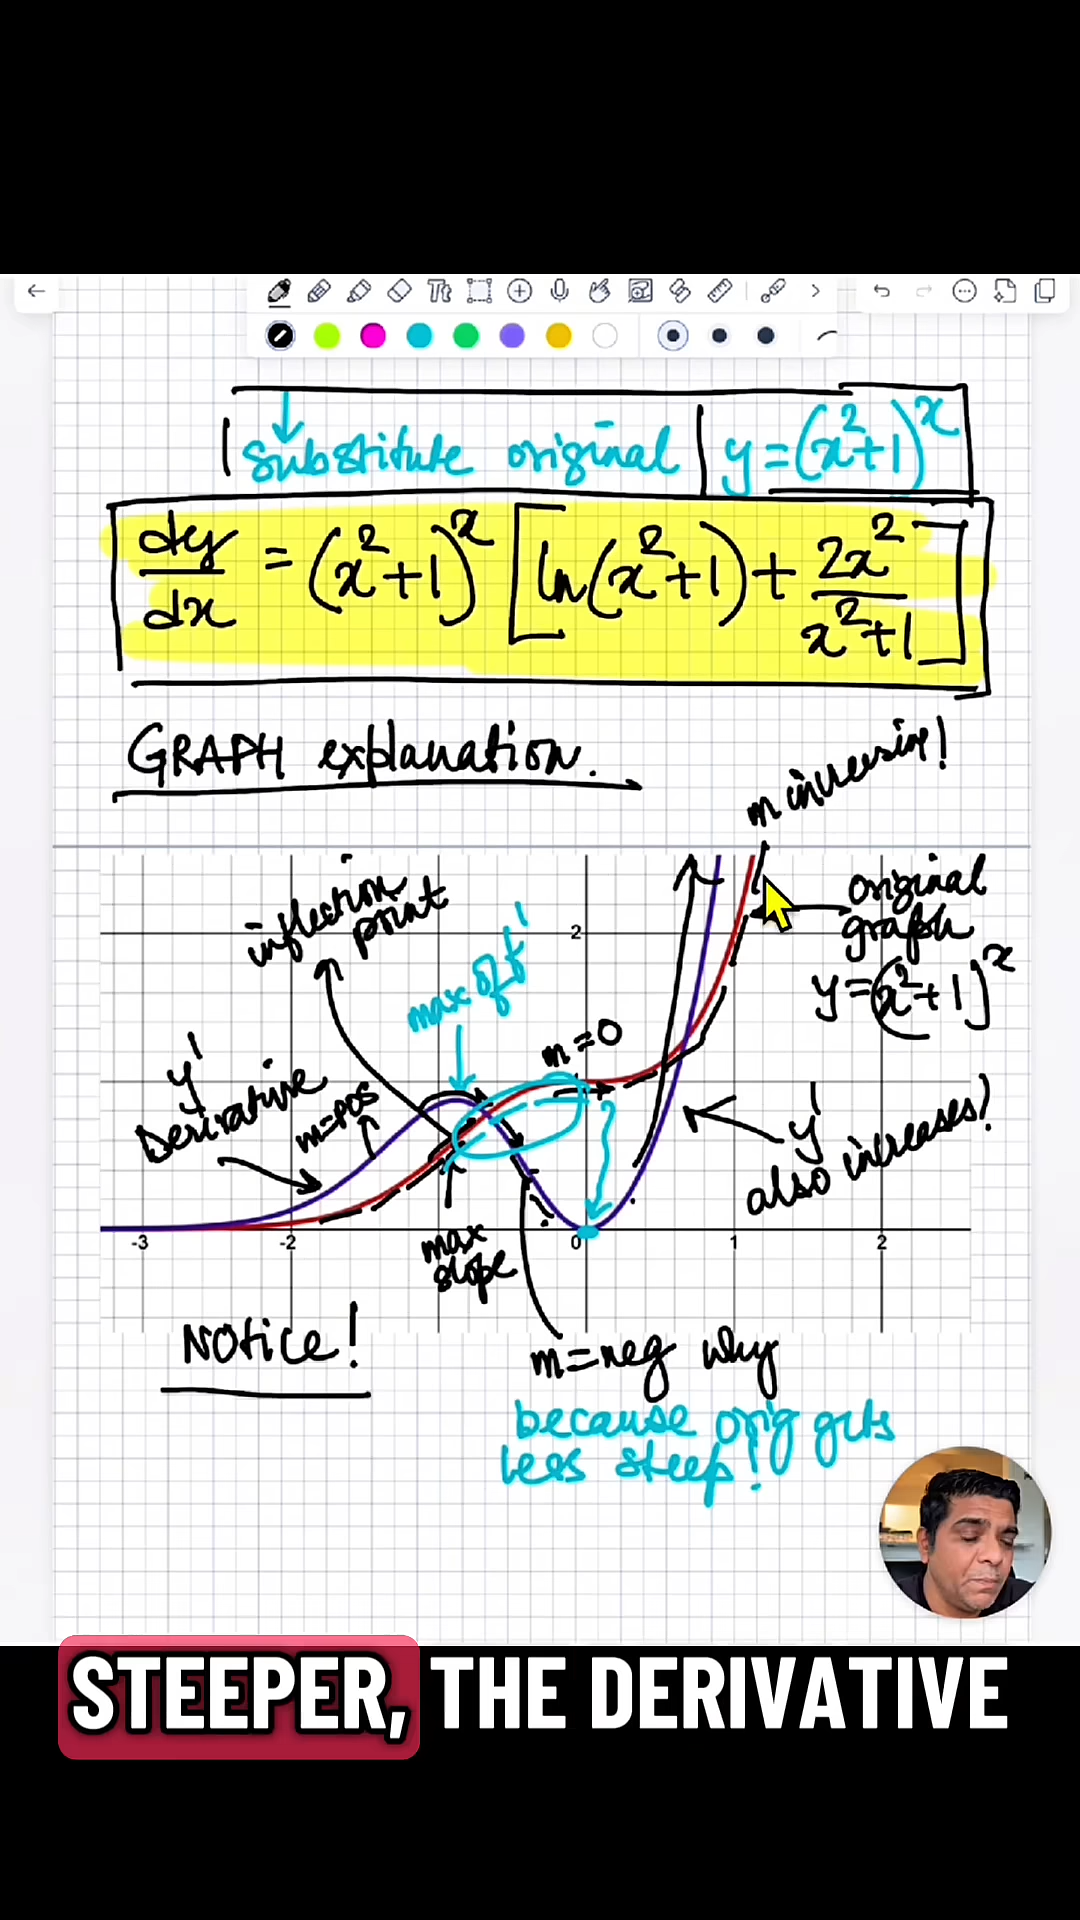 Tt
substitute original | y = (x²+1)^x
dy/dx = (x²+1)^x [ln(x²+1) + 2x²/x²+1]
GRAPH explanation.
m increasing!
inflection
point
max of f'
original
graph
y = (x²+1)^x
2
m=0
y'
Derivative
m=pos
y'
also increases!
-3
-2
0
1
2
max
slope
NOTICE!
m=neg why
because orig gets
less steep!
STEEPER, THE DERIVATIVE